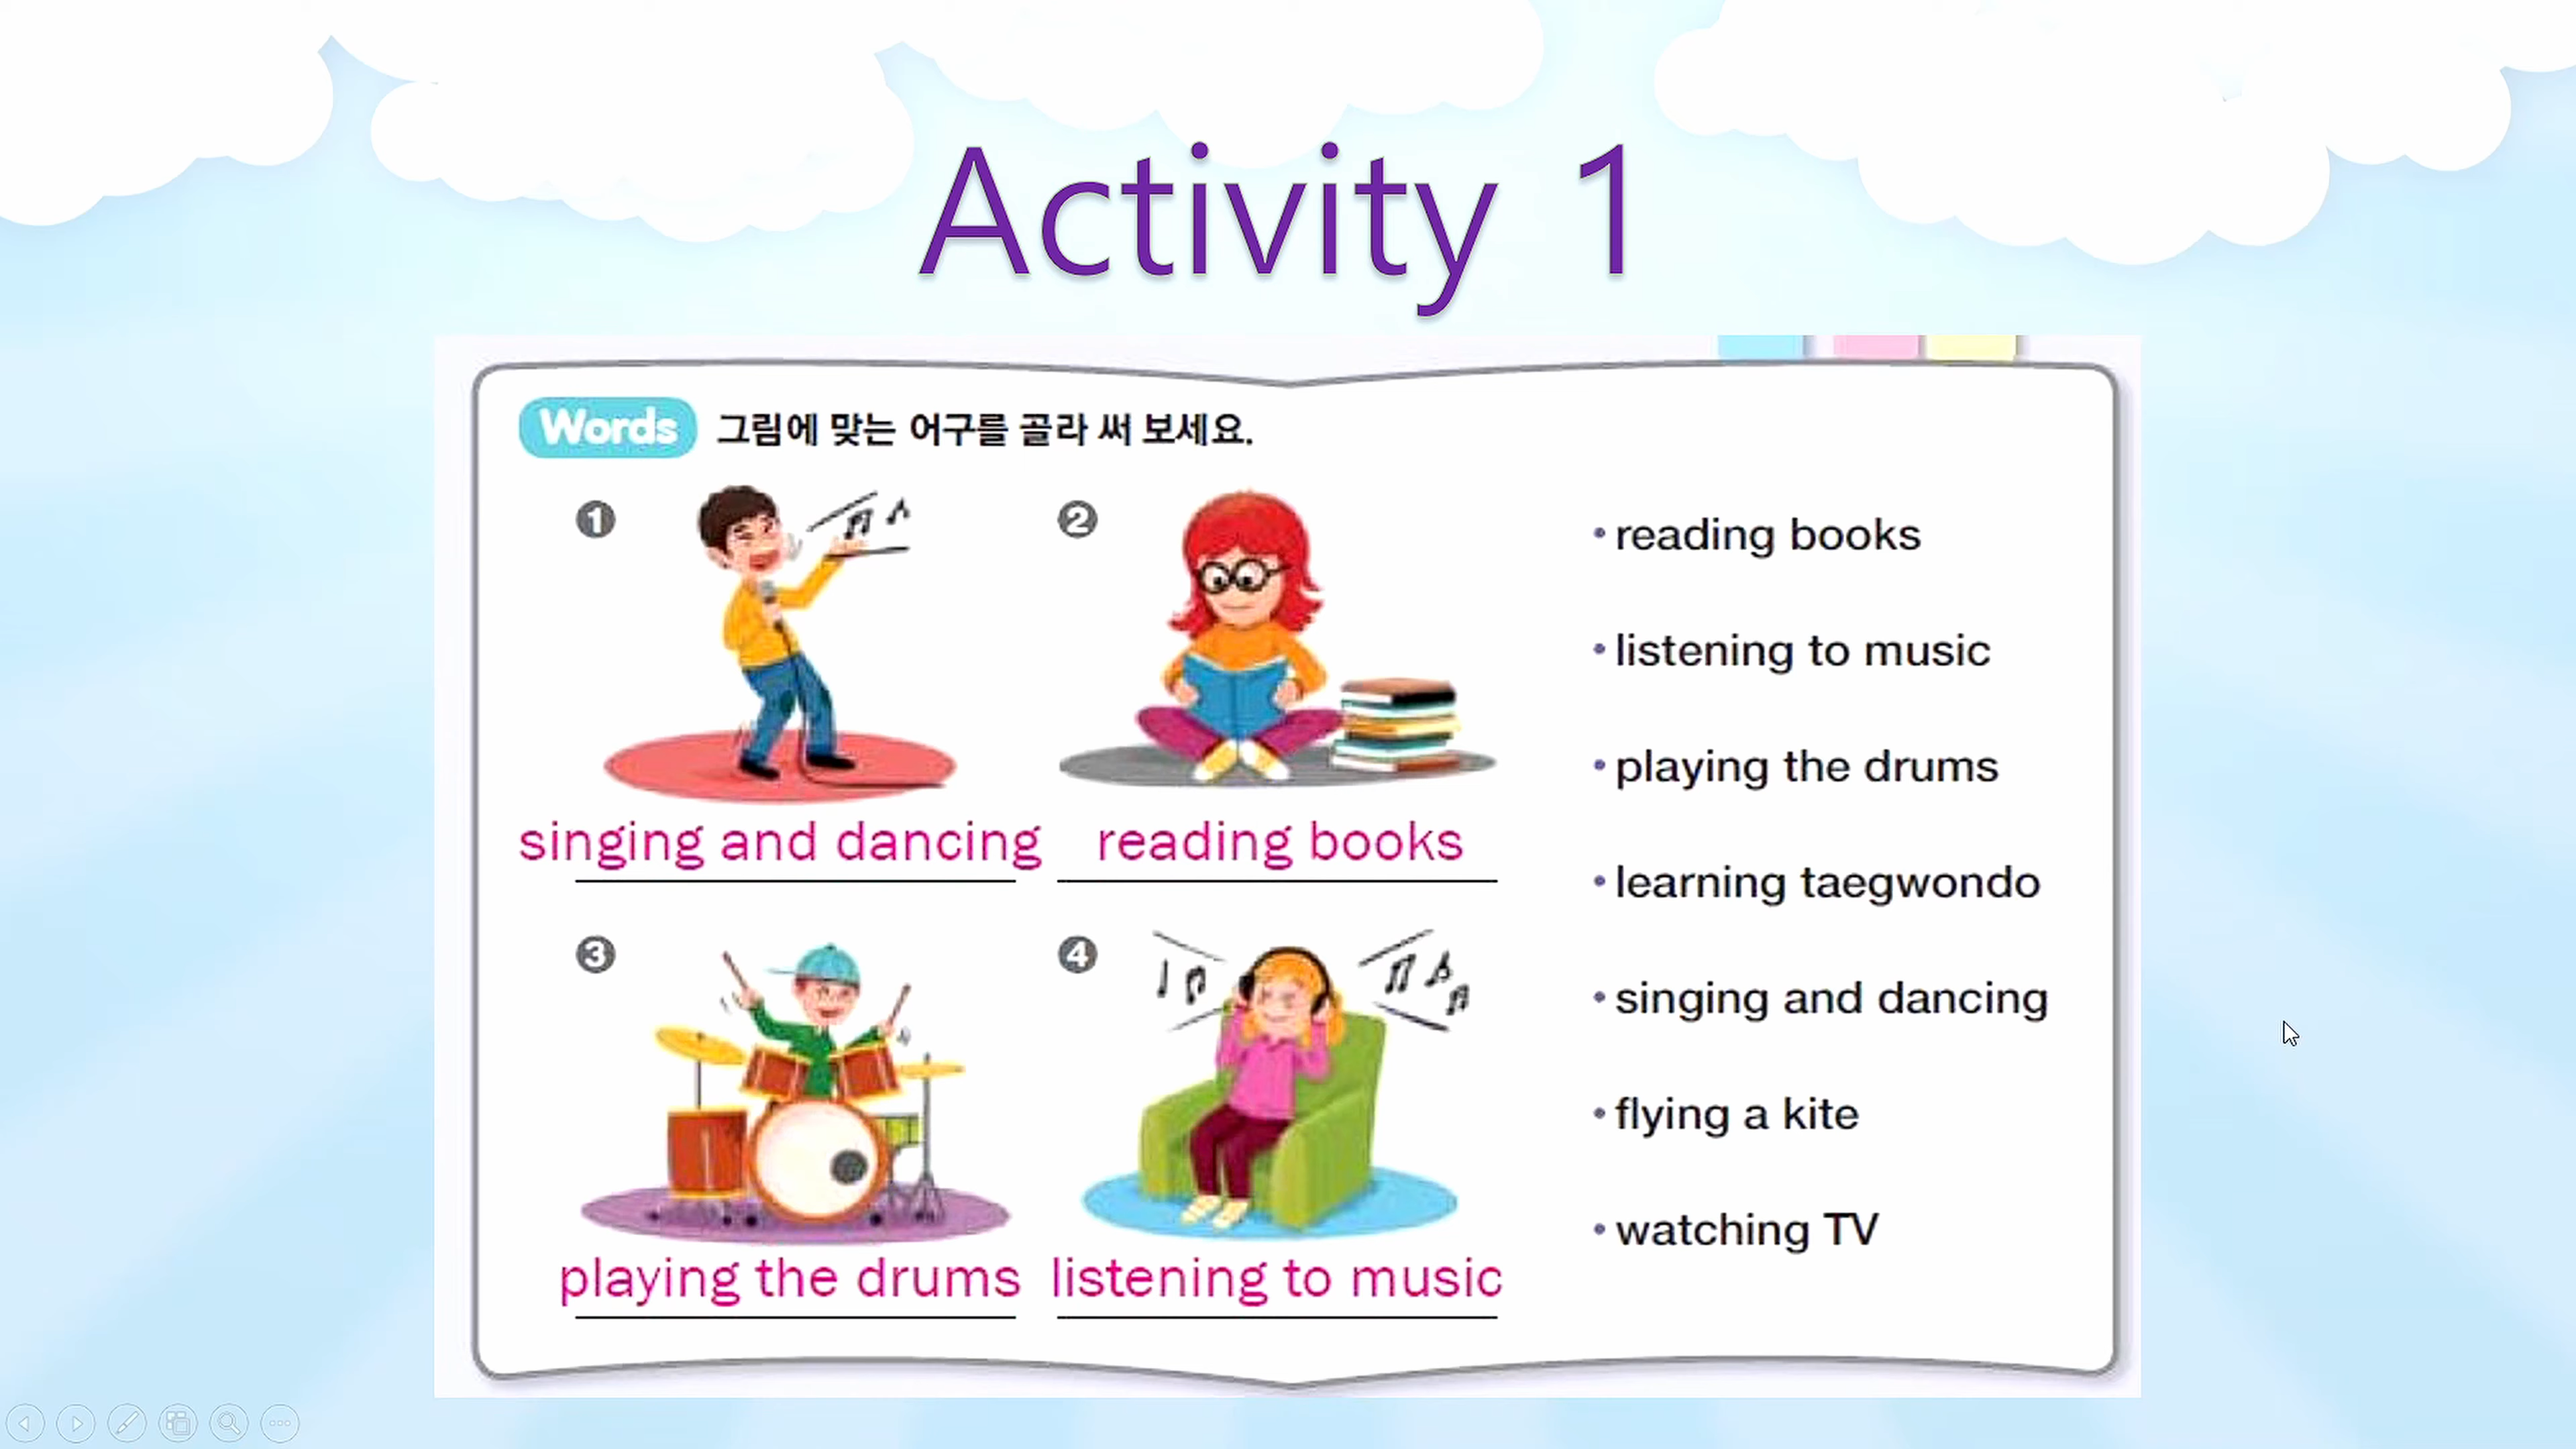 Activity 1
Words 그림에 맞는 어구를 골라 써 보세요.
1
singing and dancing
2
reading books
3
playing the drums
4
listening to music
• reading books
• listening to music
• playing the drums
• learning taegwondo
• singing and dancing
• flying a kite
• watching TV